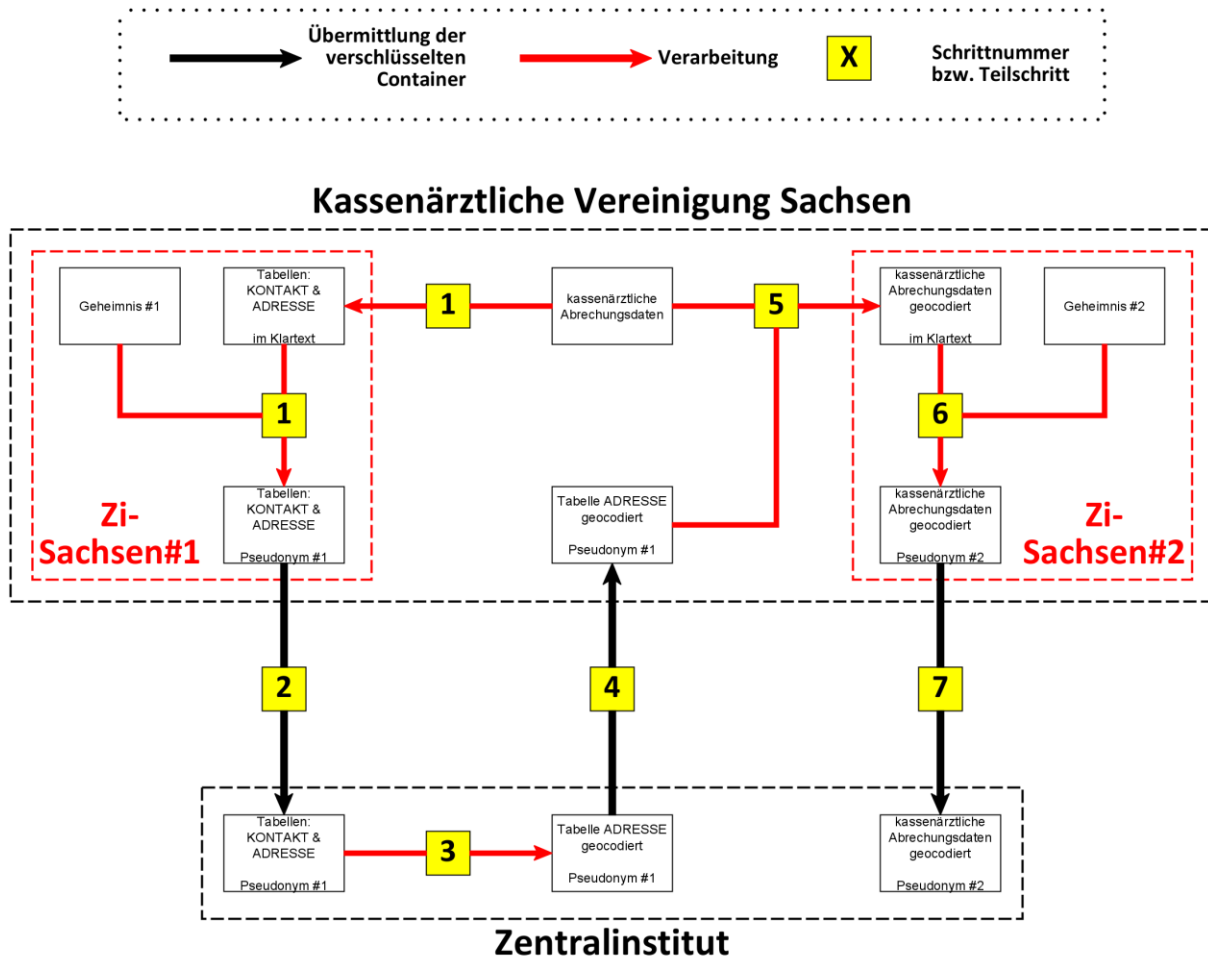 Übermittlung der
verschlüsselten
Container
Verarbeitung
X
Schrittnummer
bzw. Teilschritt
Kassenärztliche Vereinigung Sachsen
Geheimnis #1
Tabellen:
KONTAKT &
ADRESSE
im Klartext
1
kassenärztliche
Abrechungsdaten
5
kassenärztliche
Abrechungsdaten
geocodiert
im Klartext
Geheimnis #2
1
6
Zi-
Sachsen#1
Tabellen:
KONTAKT &
ADRESSE
Pseudonym #1
Tabelle ADRESSE
geocodiert
Pseudonym #1
kassenärztliche
Abrechungsdaten
geocodiert
Pseudonym #2
Zi-
Sachsen#2
2
4
7
Tabellen:
KONTAKT &
ADRESSE
Pseudonym #1
3
Tabelle ADRESSE
geocodiert
Pseudonym #1
kassenärztliche
Abrechungsdaten
geocodiert
Pseudonym #2
Zentralinstitut